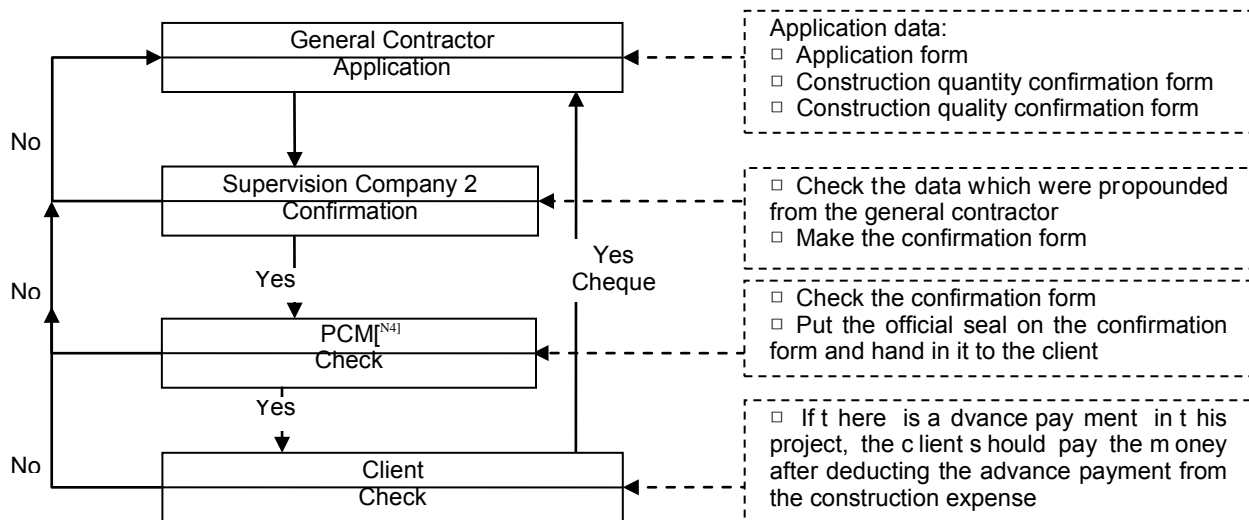 General Contractor
Application
Application data:
□ Application form
□ Construction quantity confirmation form
□ Construction quality confirmation form
No
Supervision Company 2
Confirmation
□ Check the data which were propounded
from the general contractor
□ Make the confirmation form
Yes
Yes
Cheque
No
PCM[N4]
Check
□ Check the confirmation form
□ Put the official seal on the confirmation
form and hand in it to the client
Yes
No
Client
Check
□ If t here is a dvance pay ment in t his
project, the c lient s hould pay the m oney
after deducting the advance payment from
the construction expense